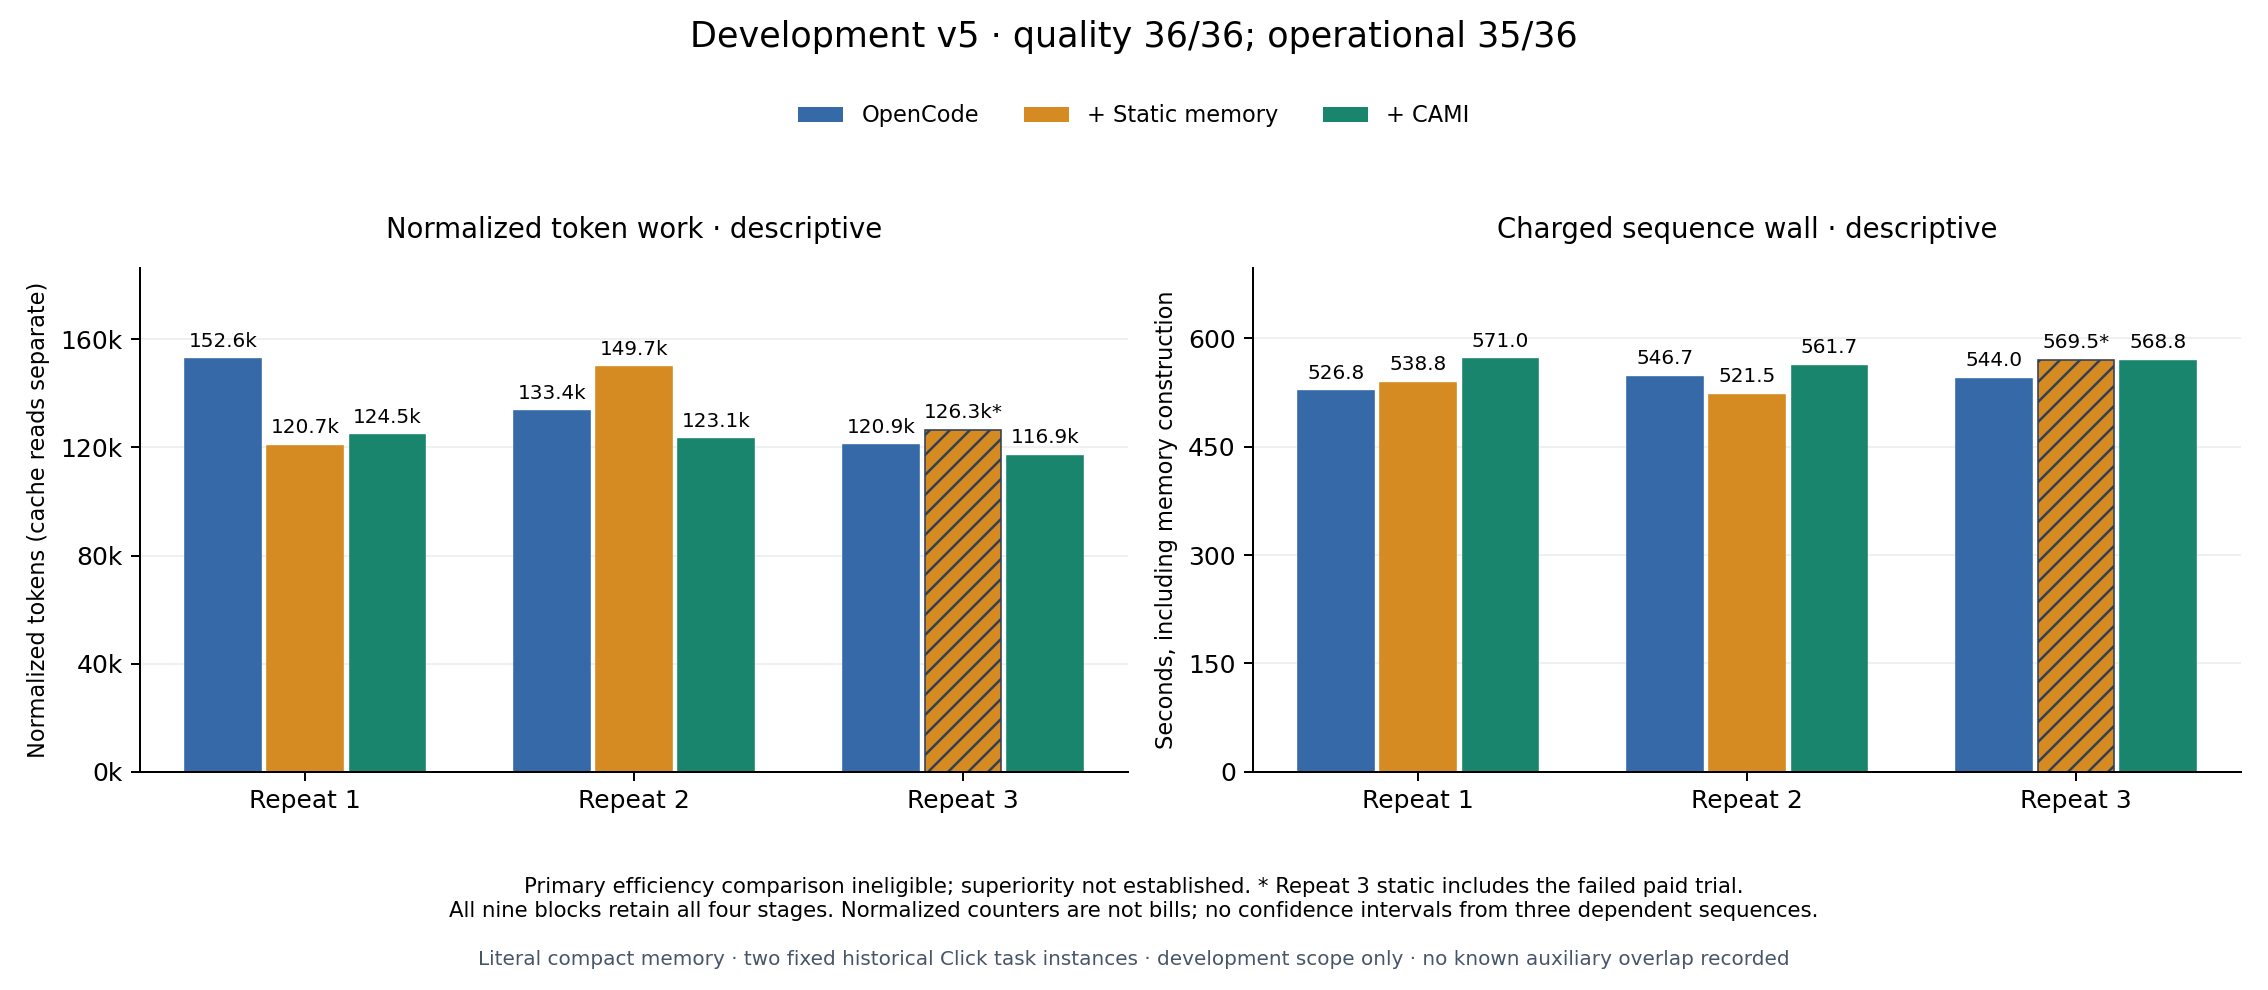 Development v5 · quality 36/36; operational 35/36
OpenCode
+ Static memory
+ CAMI
Normalized token work · descriptive
Normalized tokens (cache reads separate)
160k
120k
80k
40k
0k
152.6k
120.7k
124.5k
133.4k
149.7k
123.1k
120.9k
126.3k*
116.9k
Repeat 1
Repeat 2
Repeat 3
Charged sequence wall · descriptive
Seconds, including memory construction
600
450
300
150
0
526.8
538.8
571.0
546.7
521.5
561.7
544.0
569.5*
568.8
Repeat 1
Repeat 2
Repeat 3
Primary efficiency comparison ineligible; superiority not established. * Repeat 3 static includes the failed paid trial.
All nine blocks retain all four stages. Normalized counters are not bills; no confidence intervals from three dependent sequences.
Literal compact memory · two fixed historical Click task instances · development scope only · no known auxiliary overlap recorded